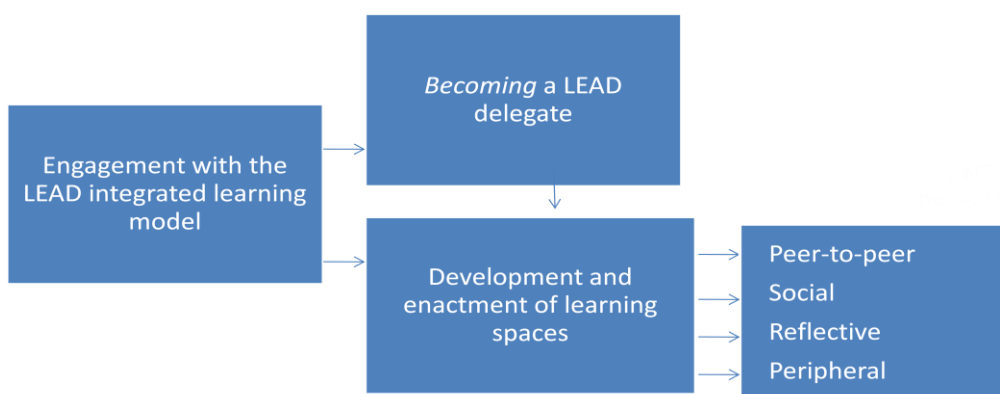 Becoming a LEAD
delegate
Engagement with the
LEAD integrated learning
model
Development and
enactment of learning
spaces
Peer-to-peer
Social
Reflective
Peripheral